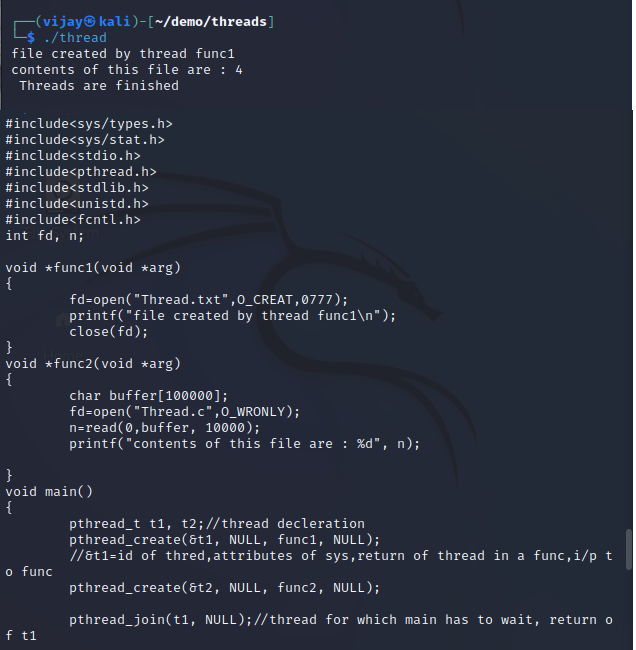 ┌──(vijay㉿kali)-[~/demo/threads]
└─$ ./thread
file created by thread func1
contents of this file are : 4
 Threads are finished
#include<sys/types.h>
#include<sys/stat.h>
#include<stdio.h>
#include<pthread.h>
#include<stdlib.h>
#include<unistd.h>
#include<fcntl.h>
int fd, n;

void *func1(void *arg)
{
        fd=open("Thread.txt",O_CREAT,0777);
        printf("file created by thread func1\n");
        close(fd);
}
void *func2(void *arg)
{
        char buffer[100000];
        fd=open("Thread.c",O_WRONLY);
        n=read(0,buffer, 10000);
        printf("contents of this file are : %d", n);

}
void main()
{
        pthread_t t1, t2;//thread decleration
        pthread_create(&t1, NULL, func1, NULL);
        //&t1=id of thred,attributes of sys,return of thread in a func,i/p t
o func
        pthread_create(&t2, NULL, func2, NULL);

        pthread_join(t1, NULL);//thread for which main has to wait, return o
f t1